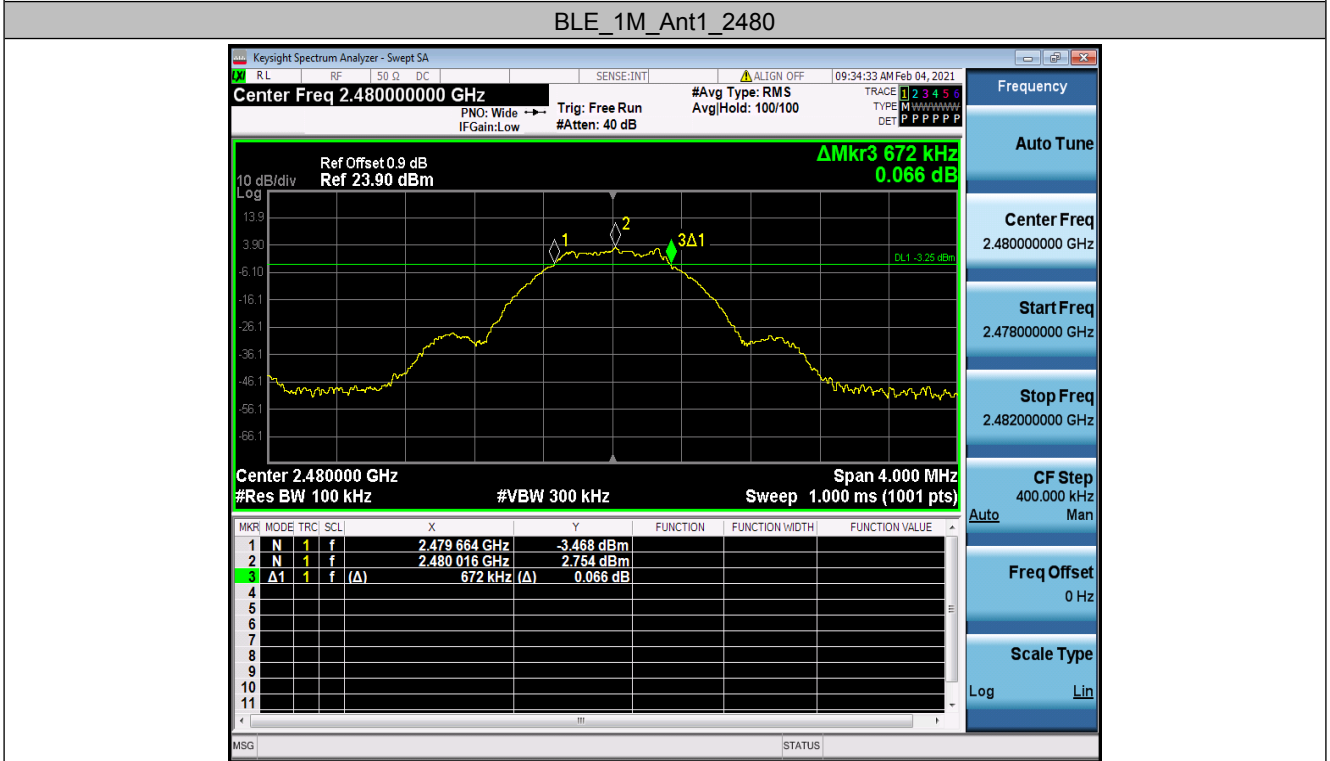 BLE_1M_Ant1_2480
Keysight Spectrum Analyzer - Swept SA
LXI RL RF 50 Ω DC SENSE:INT ALIGN OFF 09:34:33 AM Feb 04, 2021
Center Freq 2.480000000 GHz #Avg Type: RMS TRACE 1 2 3 4 5 6
PNO: Wide Trig: Free Run Avg|Hold: 100/100 TYPE M W W W W W
IFGain:Low #Atten: 40 dB DET P P P P P P
ΔMkr3 672 kHz
0.066 dB
Ref Offset 0.9 dB
10 dB/div Ref 23.90 dBm
Log
13.9
3.90
-6.10
-16.1
-26.1
-36.1
-46.1
-56.1
-66.1
1
2
3Δ1
DL1 -3.25 dBm
Center 2.480000 GHz Span 4.000 MHz
#Res BW 100 kHz #VBW 300 kHz Sweep 1.000 ms (1001 pts)
MKR MODE TRC SCL X Y FUNCTION FUNCTION WIDTH FUNCTION VALUE
1 N 1 f 2.479 664 GHz -3.468 dBm
2 N 1 f 2.480 016 GHz 2.754 dBm
3 Δ1 1 f (Δ) 672 kHz (Δ) 0.066 dB
4
5
6
7
8
9
10
11
MSG STATUS
Frequency
Auto Tune
Center Freq
2.480000000 GHz
Start Freq
2.478000000 GHz
Stop Freq
2.482000000 GHz
CF Step
400.000 kHz
Auto Man
Freq Offset
0 Hz
Scale Type
Log Lin